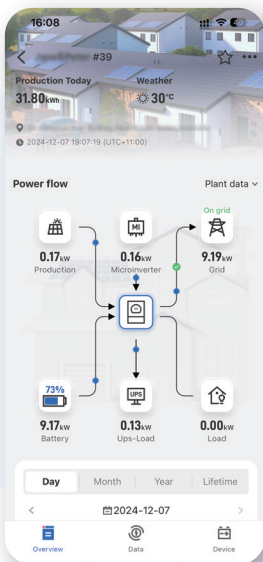 16:08
#39
Production Today
Weather
31.80kWh
30°C
2024-12-07 19:07:19 (UTC+11:00)
Power flow
Plant data
On grid
MI
0.17kW
0.16kW
9.19kW
Production
Microinverter
Grid
73%
UPS
9.17kW
0.13kW
0.00kW
Battery
Ups-Load
Load
Day
Month
Year
Lifetime
2024-12-07
Overview
Data
Device